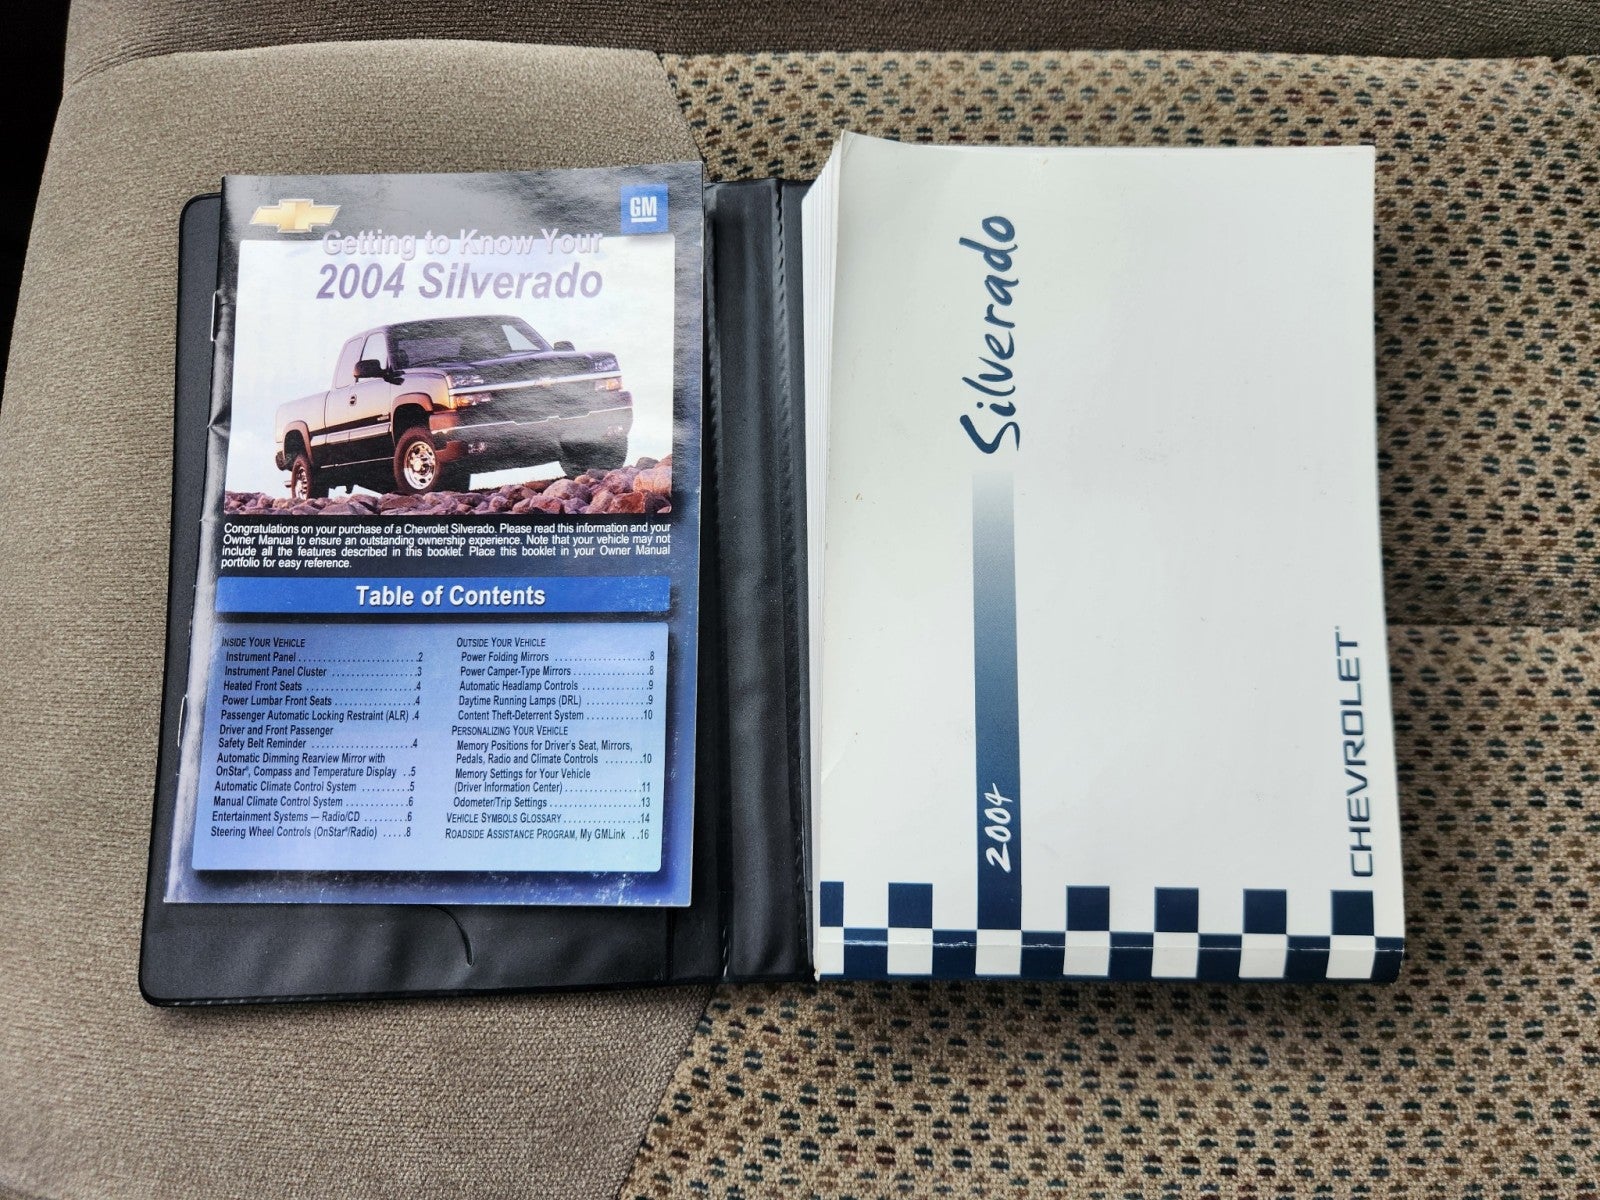 GM
Getting to Know Your
2004 Silverado
Congratulations on your purchase of a Chevrolet Silverado. Please read this information and your
Owner Manual to ensure an outstanding ownership experience. Note that your vehicle may not
include all the features described in this booklet. Place this booklet in your Owner Manual
portfolio for easy reference.
Table of Contents
INSIDE YOUR VEHICLE
Instrument Panel . . . . . . . . . . . . . . . . . . . . . . . . .2
Instrument Panel Cluster . . . . . . . . . . . . . . . . . . .3
Heated Front Seats . . . . . . . . . . . . . . . . . . . . . . .4
Power Lumbar Front Seats . . . . . . . . . . . . . . . . .4
Passenger Automatic Locking Restraint (ALR) .4
Driver and Front Passenger
Safety Belt Reminder . . . . . . . . . . . . . . . . . . . . .4
Automatic Dimming Rearview Mirror with
OnStar®, Compass and Temperature Display . .5
Automatic Climate Control System . . . . . . . . . .5
Manual Climate Control System . . . . . . . . . . . . .6
Entertainment Systems — Radio/CD . . . . . . . . .6
Steering Wheel Controls (OnStar®/Radio) . . . . .8
OUTSIDE YOUR VEHICLE
Power Folding Mirrors . . . . . . . . . . . . . . . . . . . .8
Power Camper-Type Mirrors . . . . . . . . . . . . . . . .8
Automatic Headlamp Controls . . . . . . . . . . . . . .9
Daytime Running Lamps (DRL) . . . . . . . . . . . . .9
Content Theft-Deterrent System . . . . . . . . . . . .10
PERSONALIZING YOUR VEHICLE
Memory Positions for Driver's Seat, Mirrors,
Pedals, Radio and Climate Controls . . . . . . . .10
Memory Settings for Your Vehicle
(Driver Information Center) . . . . . . . . . . . . . . . .11
Odometer/Trip Settings . . . . . . . . . . . . . . . . . . .13
VEHICLE SYMBOLS GLOSSARY . . . . . . . . . . . . . . . .14
ROADSIDE ASSISTANCE PROGRAM, MY GMLINK . .16
2004 Silverado
CHEVROLET